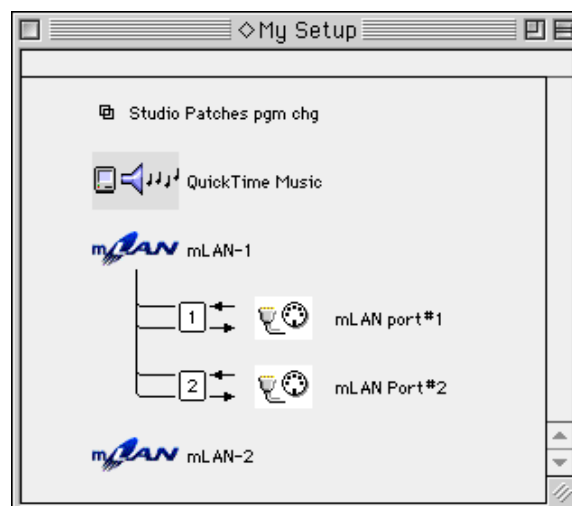 ◇My Setup
Studio Patches pgm chg
QuickTime Music
mLAN mLAN-1
1 mLAN port#1
2 mLAN Port#2
mLAN mLAN-2